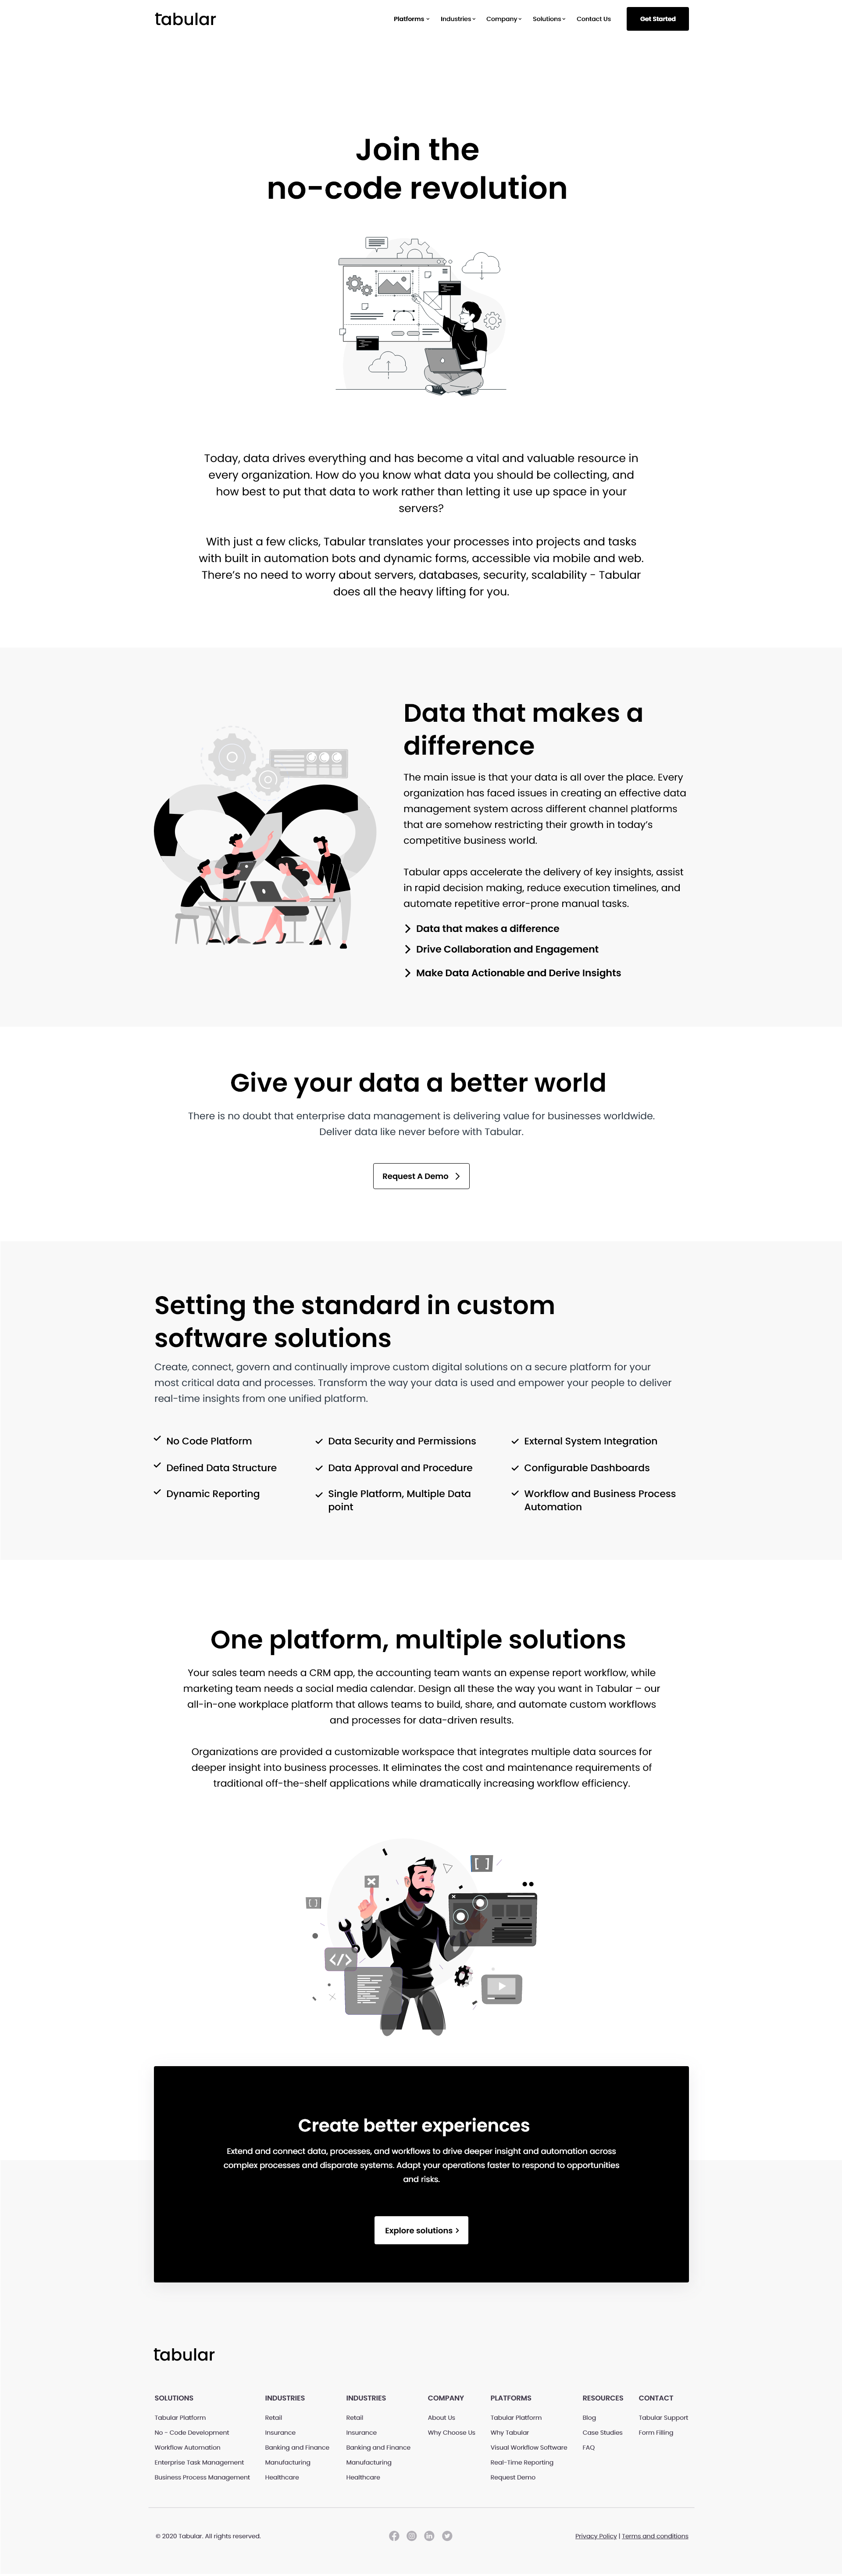 tabular
Platforms
Industries
Company
Solutions
Contact Us
Get Started
Join the
no-code revolution
Today, data drives everything and has become a vital and valuable resource in
every organization. How do you know what data you should be collecting, and
how best to put that data to work rather than letting it use up space in your
servers?
With just a few clicks, Tabular translates your processes into projects and tasks
with built in automation bots and dynamic forms, accessible via mobile and web.
There’s no need to worry about servers, databases, security, scalability - Tabular
does all the heavy lifting for you.
Data that makes a
difference
The main issue is that your data is all over the place. Every
organization has faced issues in creating an effective data
management system across different channel platforms
that are somehow restricting their growth in today’s
competitive business world.
Tabular apps accelerate the delivery of key insights, assist
in rapid decision making, reduce execution timelines, and
automate repetitive error-prone manual tasks.
Data that makes a difference
Drive Collaboration and Engagement
Make Data Actionable and Derive Insights
Give your data a better world
There is no doubt that enterprise data management is delivering value for businesses worldwide.
Deliver data like never before with Tabular.
Request A Demo
Setting the standard in custom
software solutions
Create, connect, govern and continually improve custom digital solutions on a secure platform for your
most critical data and processes. Transform the way your data is used and empower your people to deliver
real-time insights from one unified platform.
No Code Platform
Defined Data Structure
Dynamic Reporting
Data Security and Permissions
Data Approval and Procedure
Single Platform, Multiple Data
point
External System Integration
Configurable Dashboards
Workflow and Business Process
Automation
One platform, multiple solutions
Your sales team needs a CRM app, the accounting team wants an expense report workflow, while
marketing team needs a social media calendar. Design all these the way you want in Tabular – our
all-in-one workplace platform that allows teams to build, share, and automate custom workflows
and processes for data-driven results.
Organizations are provided a customizable workspace that integrates multiple data sources for
deeper insight into business processes. It eliminates the cost and maintenance requirements of
traditional off-the-shelf applications while dramatically increasing workflow efficiency.
[ ]
[ ]
</>
Create better experiences
Extend and connect data, processes, and workflows to drive deeper insight and automation across
complex processes and disparate systems. Adapt your operations faster to respond to opportunities
and risks.
Explore solutions
tabular
SOLUTIONS
Tabular Platform
No - Code Development
Workflow Automation
Enterprise Task Management
Business Process Management
INDUSTRIES
Retail
Insurance
Banking and Finance
Manufacturing
Healthcare
INDUSTRIES
Retail
Insurance
Banking and Finance
Manufacturing
Healthcare
COMPANY
About Us
Why Choose Us
PLATFORMS
Tabular Platform
Why Tabular
Visual Workflow Software
Real-Time Reporting
Request Demo
RESOURCES
Blog
Case Studies
FAQ
CONTACT
Tabular Support
Form Filling
© 2020 Tabular. All rights reserved.
Privacy Policy | Terms and conditions